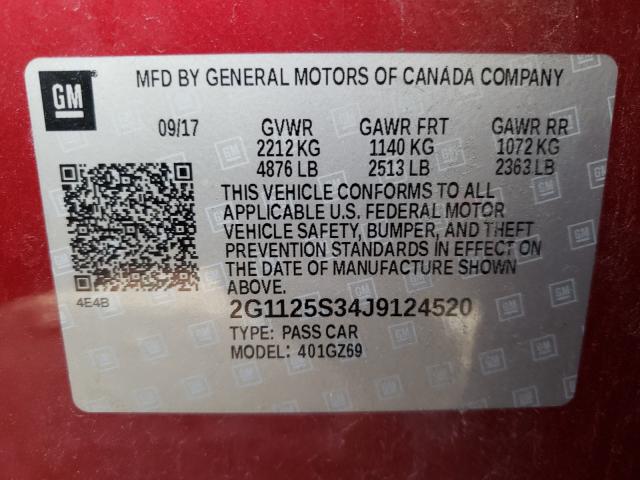 GM
MFD BY GENERAL MOTORS OF CANADA COMPANY
09/17 GVWR GAWR FRT GAWR RR
2212 KG 1140 KG 1072 KG
4876 LB 2513 LB 2363 LB
THIS VEHICLE CONFORMS TO ALL
APPLICABLE U.S. FEDERAL MOTOR
VEHICLE SAFETY, BUMPER, AND THEFT
PREVENTION STANDARDS IN EFFECT ON
THE DATE OF MANUFACTURE SHOWN
ABOVE.
4E4B
2G1125S34J9124520
TYPE: PASS CAR
MODEL: 401GZ69